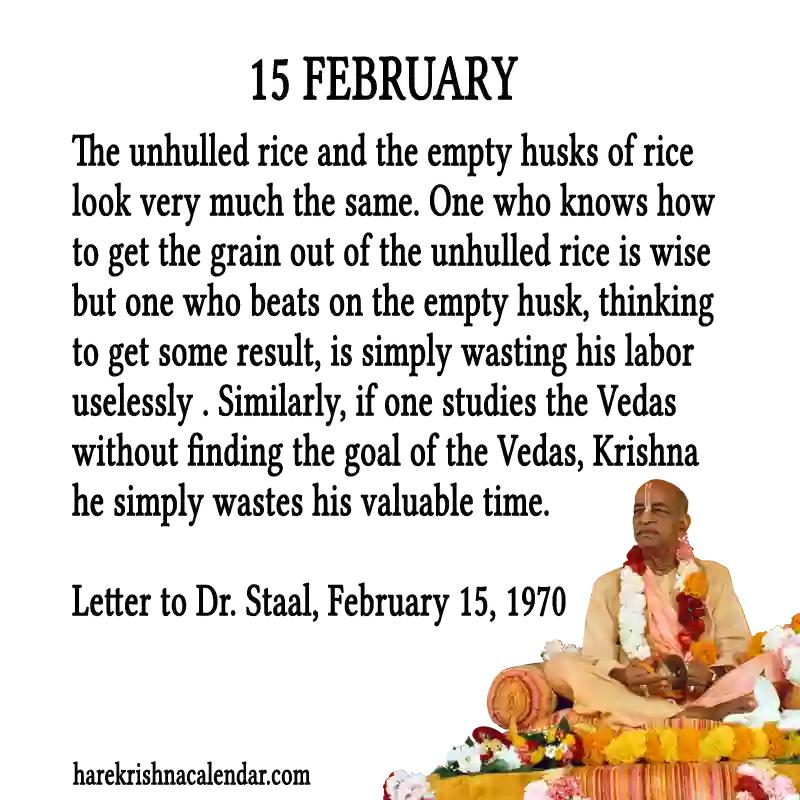 15 FEBRUARY
The unhulled rice and the empty husks of rice
look very much the same. One who knows how
to get the grain out of the unhulled rice is wise
but one who beats on the empty husk, thinking
to get some result, is simply wasting his labor
uselessly . Similarly, if one studies the Vedas
without finding the goal of the Vedas, Krishna
he simply wastes his valuable time.
Letter to Dr. Staal, February 15, 1970
harekrishnacalendar.com